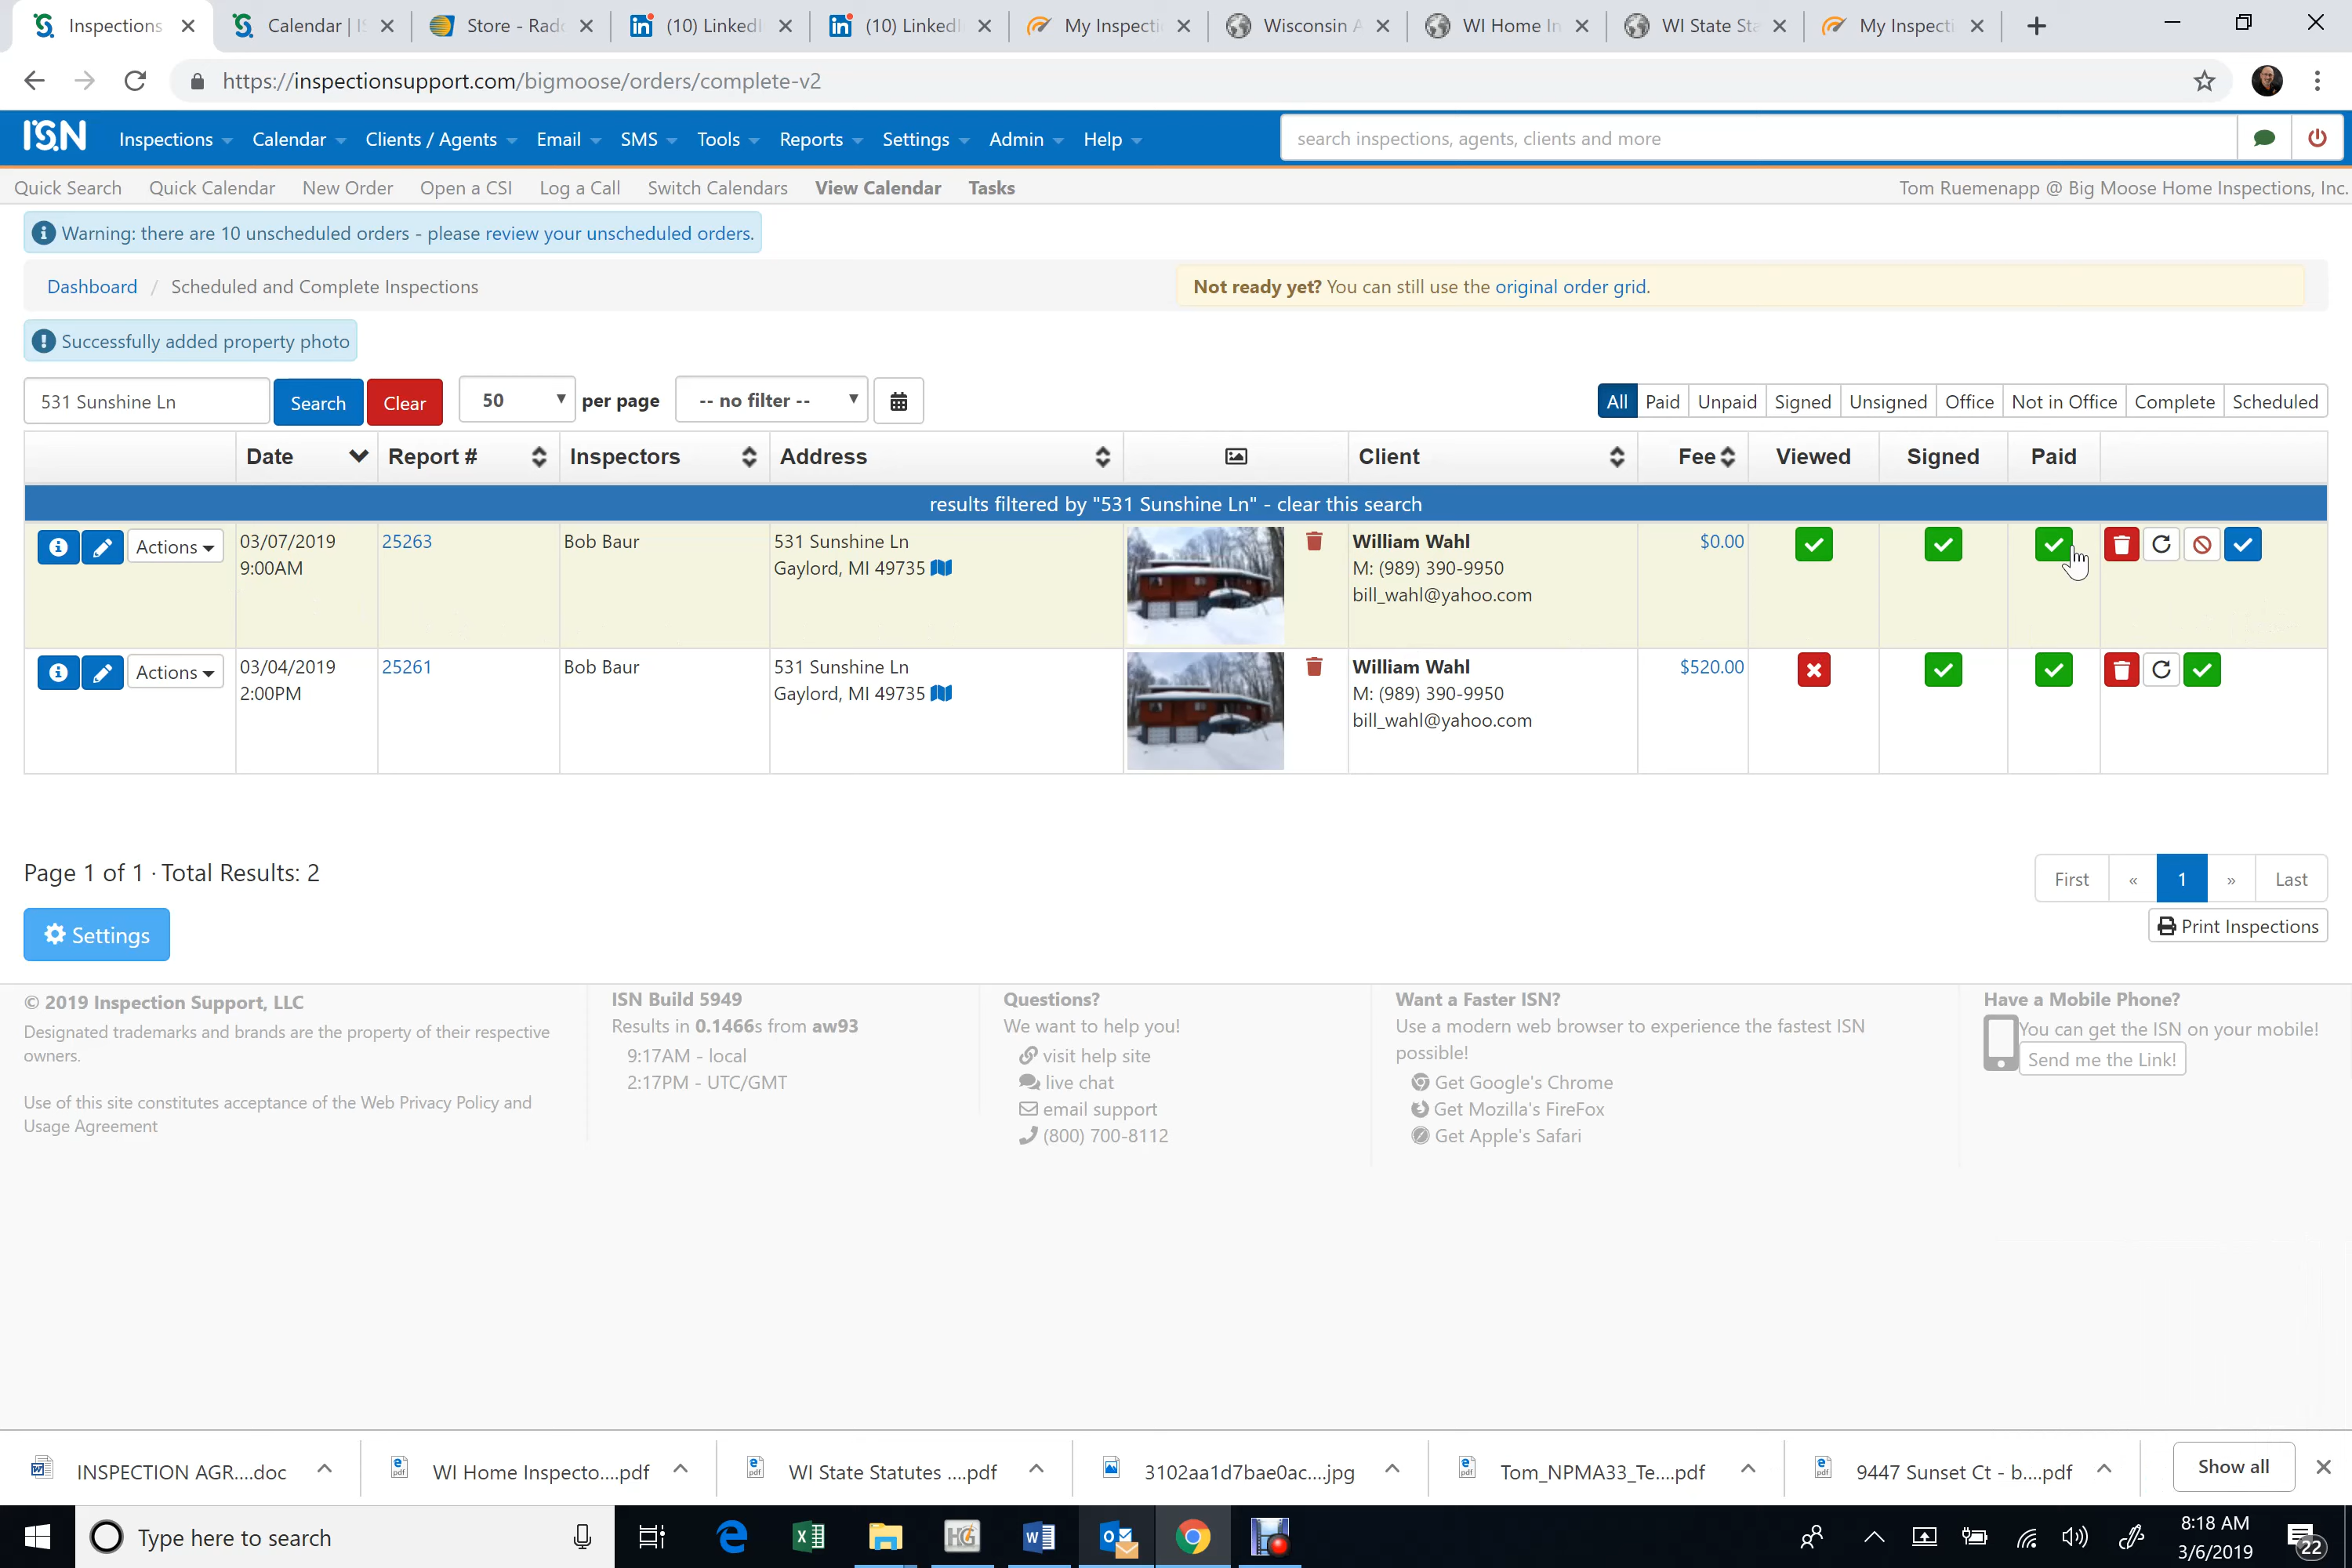 Inspections
Calendar | I
Store - Rad
(10) LinkedI
(10) LinkedI
My Inspecti
Wisconsin A
WI Home In
WI State Sta
My Inspecti
https://inspectionsupport.com/bigmoose/orders/complete-v2
ISN Inspections Calendar Clients / Agents Email SMS Tools Reports Settings Admin Help search inspections, agents, clients and more
Quick Search Quick Calendar New Order Open a CSI Log a Call Switch Calendars View Calendar Tasks Tom Ruemenapp @ Big Moose Home Inspections, Inc.
Warning: there are 10 unscheduled orders - please review your unscheduled orders.
Dashboard / Scheduled and Complete Inspections
Not ready yet? You can still use the original order grid.
Successfully added property photo
531 Sunshine Ln Search Clear 50 per page -- no filter -- All Paid Unpaid Signed Unsigned Office Not in Office Complete Scheduled
Date Report # Inspectors Address Client Fee Viewed Signed Paid
results filtered by "531 Sunshine Ln" - clear this search
Actions 03/07/2019 25263 Bob Baur 531 Sunshine Ln William Wahl $0.00
9:00AM Gaylord, MI 49735 M: (989) 390-9950
bill_wahl@yahoo.com
Actions 03/04/2019 25261 Bob Baur 531 Sunshine Ln William Wahl $520.00
2:00PM Gaylord, MI 49735 M: (989) 390-9950
bill_wahl@yahoo.com
Page 1 of 1 · Total Results: 2
First « 1 » Last
Settings
Print Inspections
© 2019 Inspection Support, LLC
Designated trademarks and brands are the property of their respective
owners.
Use of this site constitutes acceptance of the Web Privacy Policy and
Usage Agreement
ISN Build 5949
Results in 0.1466s from aw93
9:17AM - local
2:17PM - UTC/GMT
Questions?
We want to help you!
visit help site
live chat
email support
(800) 700-8112
Want a Faster ISN?
Use a modern web browser to experience the fastest ISN
possible!
Get Google's Chrome
Get Mozilla's FireFox
Get Apple's Safari
Have a Mobile Phone?
You can get the ISN on your mobile!
Send me the Link!
INSPECTION AGR....doc
WI Home Inspecto....pdf
WI State Statutes ....pdf
3102aa1d7bae0ac....jpg
Tom_NPMA33_Te....pdf
9447 Sunset Ct - b....pdf
Show all
Type here to search
8:18 AM
3/6/2019
22